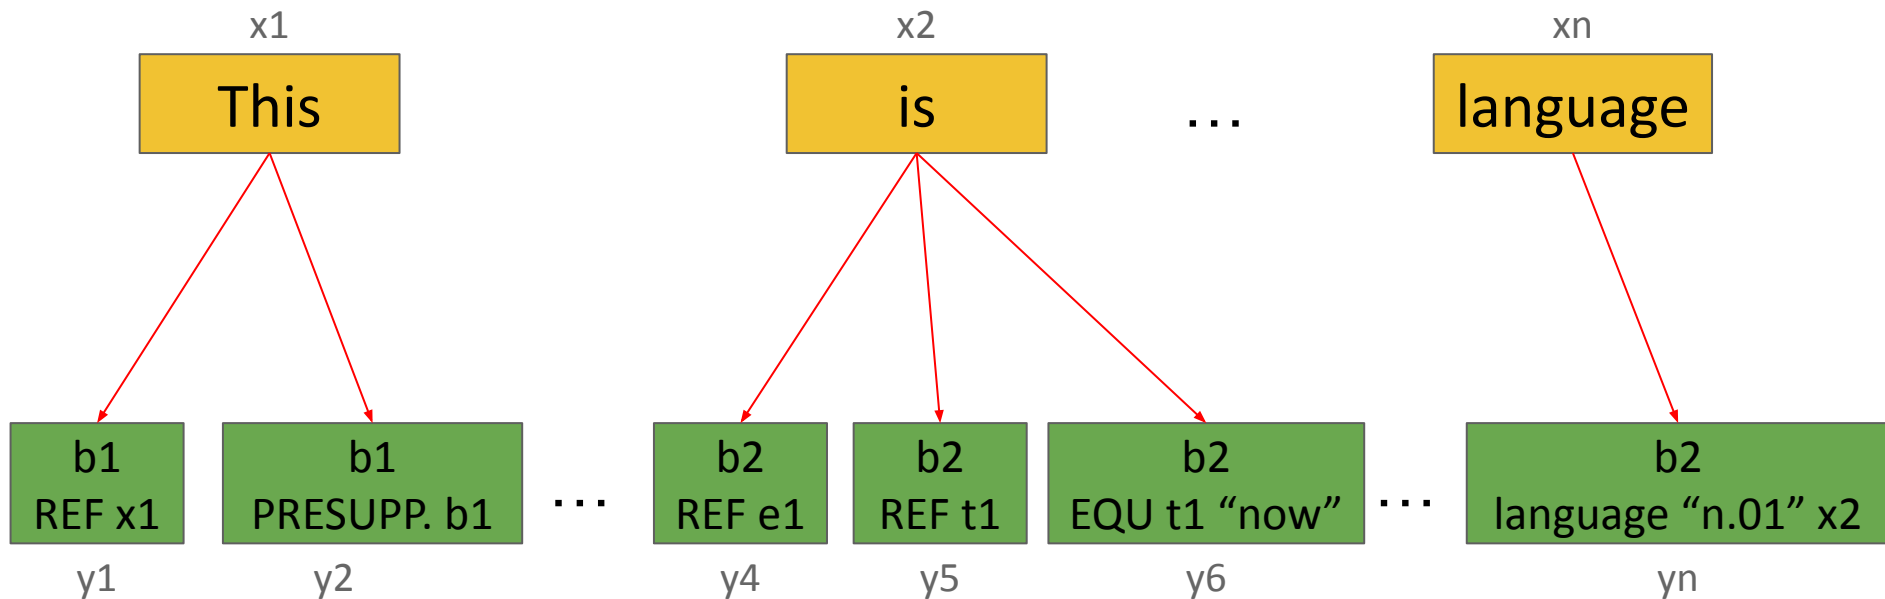 x1 x2 xn
This is … language
b1 b1 b2 b2 b2 b2
REF x1 PRESUPP. b1 … REF e1 REF t1 EQU t1 “now” … language “n.01” x2
y1 y2 y4 y5 y6 yn